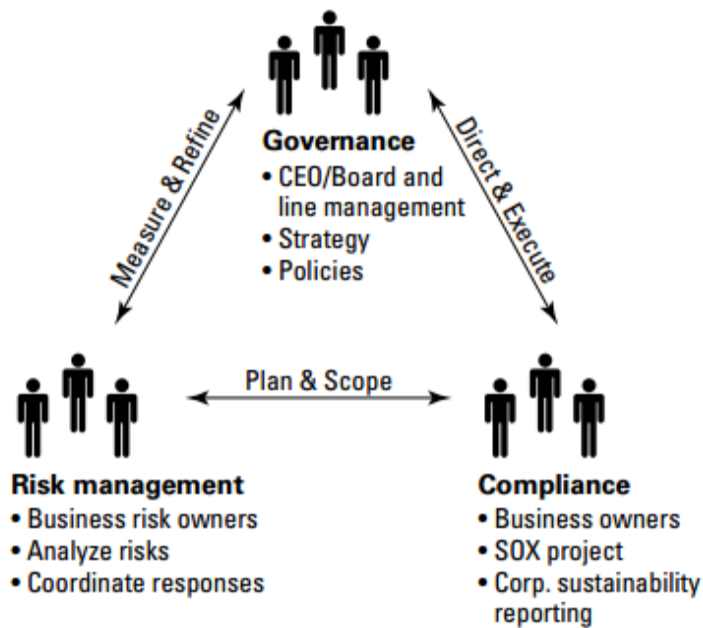 Governance
• CEO/Board and
line management
• Strategy
• Policies
Measure & Refine
Direct & Execute
Plan & Scope
Risk management
• Business risk owners
• Analyze risks
• Coordinate responses
Compliance
• Business owners
• SOX project
• Corp. sustainability
reporting